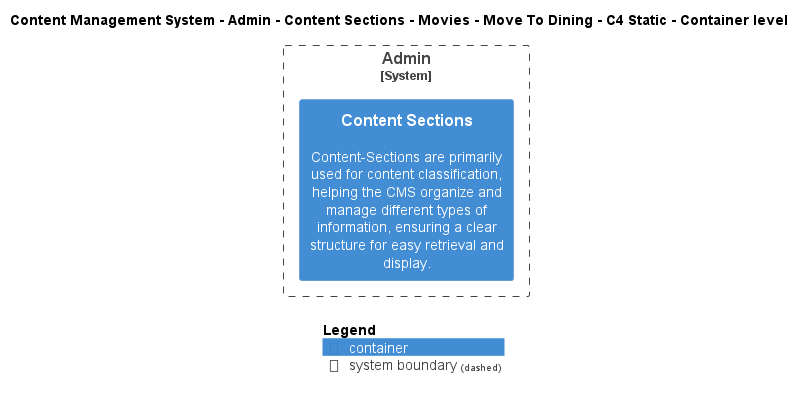 Content Management System - Admin - Content Sections - Movies - Move To Dining - C4 Static - Container level
Admin
[System]
Content Sections
Content-Sections are primarily
used for content classification,
helping the CMS organize and
manage different types of
information, ensuring a clear
structure for easy retrieval and
display.
Legend
container
system boundary (dashed)